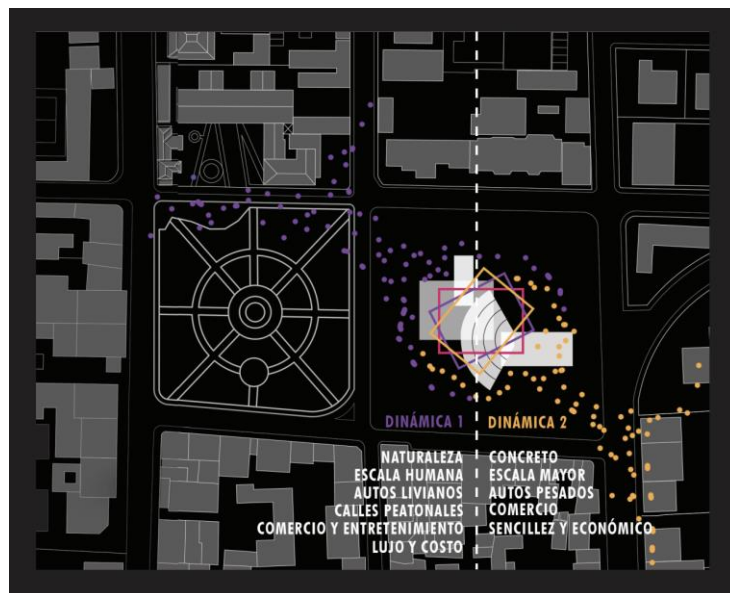 DINÁMICA 1
NATURALEZA
ESCALA HUMANA
AUTOS LIVIANOS
CALLES PEATONALES
COMERCIO Y ENTRETENIMIENTO
LUJO Y COSTO
DINÁMICA 2
CONCRETO
ESCALA MAYOR
AUTOS PESADOS
COMERCIO
SENCILLEZ Y ECONÓMICO